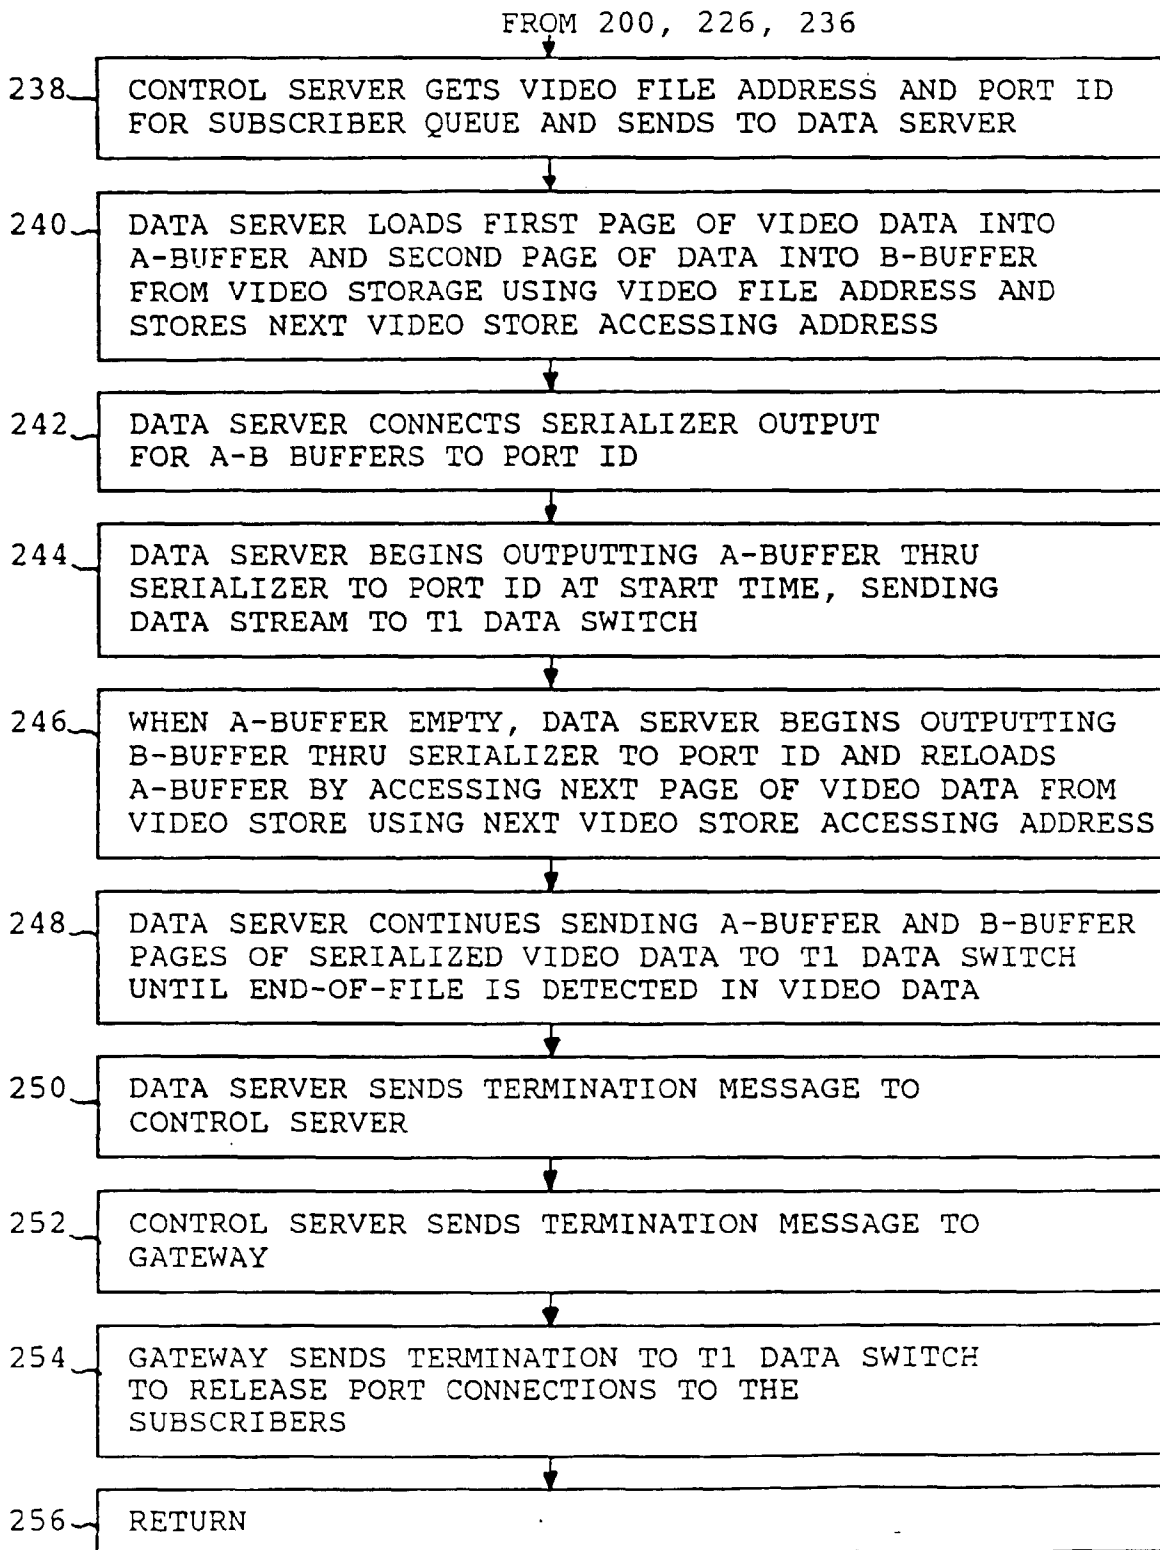 FROM 200, 226, 236
238 CONTROL SERVER GETS VIDEO FILE ADDRESS AND PORT ID
FOR SUBSCRIBER QUEUE AND SENDS TO DATA SERVER
240 DATA SERVER LOADS FIRST PAGE OF VIDEO DATA INTO
A-BUFFER AND SECOND PAGE OF DATA INTO B-BUFFER
FROM VIDEO STORAGE USING VIDEO FILE ADDRESS AND
STORES NEXT VIDEO STORE ACCESSING ADDRESS
242 DATA SERVER CONNECTS SERIALIZER OUTPUT
FOR A-B BUFFERS TO PORT ID
244 DATA SERVER BEGINS OUTPUTTING A-BUFFER THRU
SERIALIZER TO PORT ID AT START TIME, SENDING
DATA STREAM TO T1 DATA SWITCH
246 WHEN A-BUFFER EMPTY, DATA SERVER BEGINS OUTPUTTING
B-BUFFER THRU SERIALIZER TO PORT ID AND RELOADS
A-BUFFER BY ACCESSING NEXT PAGE OF VIDEO DATA FROM
VIDEO STORE USING NEXT VIDEO STORE ACCESSING ADDRESS
248 DATA SERVER CONTINUES SENDING A-BUFFER AND B-BUFFER
PAGES OF SERIALIZED VIDEO DATA TO T1 DATA SWITCH
UNTIL END-OF-FILE IS DETECTED IN VIDEO DATA
250 DATA SERVER SENDS TERMINATION MESSAGE TO
CONTROL SERVER
252 CONTROL SERVER SENDS TERMINATION MESSAGE TO
GATEWAY
254 GATEWAY SENDS TERMINATION TO T1 DATA SWITCH
TO RELEASE PORT CONNECTIONS TO THE
SUBSCRIBERS
256 RETURN